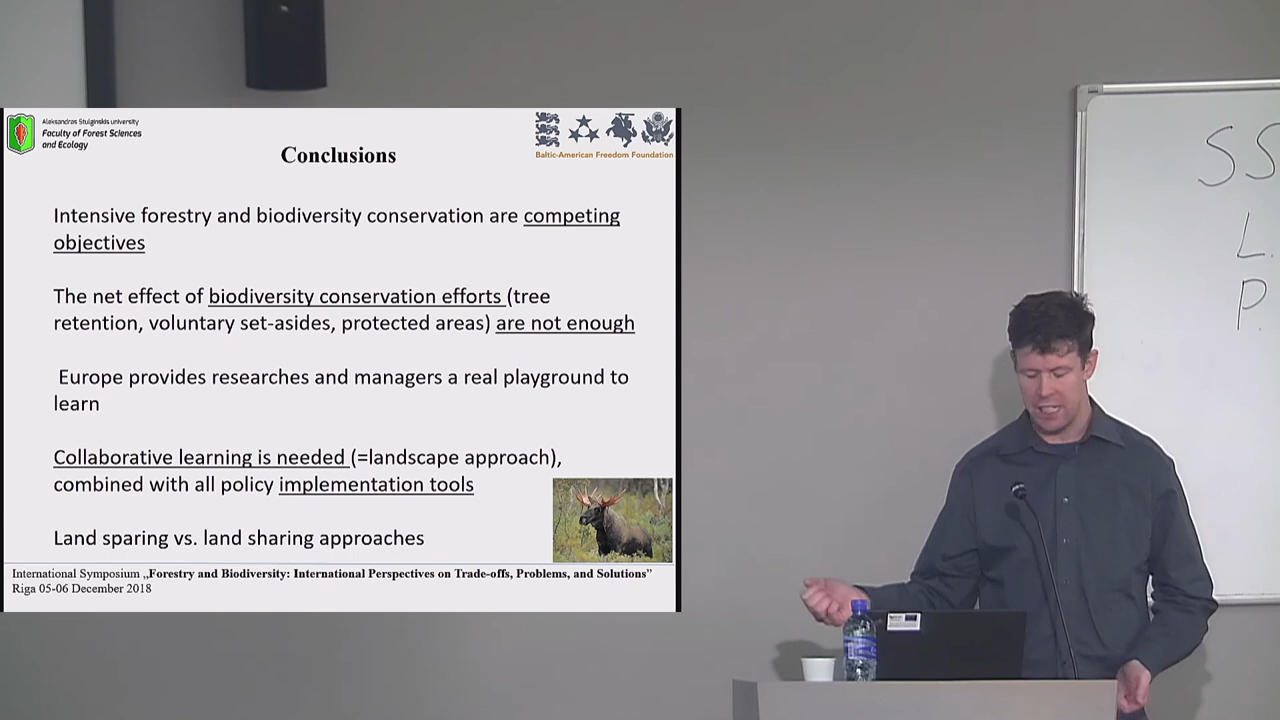 Aleksandras Stulginskis university
Faculty of Forest Sciences
and Ecology
Baltic-American Freedom Foundation
Conclusions
Intensive forestry and biodiversity conservation are competing
objectives
The net effect of biodiversity conservation efforts (tree
retention, voluntary set-asides, protected areas) are not enough
Europe provides researches and managers a real playground to
learn
Collaborative learning is needed (=landscape approach),
combined with all policy implementation tools
Land sparing vs. land sharing approaches
International Symposium „Forestry and Biodiversity: International Perspectives on Trade-offs, Problems, and Solutions”
Riga 05-06 December 2018
SS
L.
P.